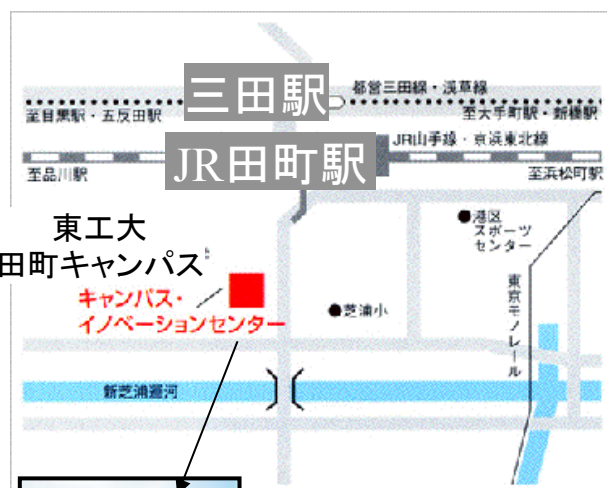 三田駅
都営三田線・浅草線
至目黒駅・五反田駅
至大手町駅・新橋駅
JR田町駅
JR山手線・京浜東北線
至品川駅
至浜松町駅
東工大
田町キャンパス
キャンパス・
イノベーションセンター
●港区
スポーツ
センター
●芝浦小
東京モノレール
新芝浦運河